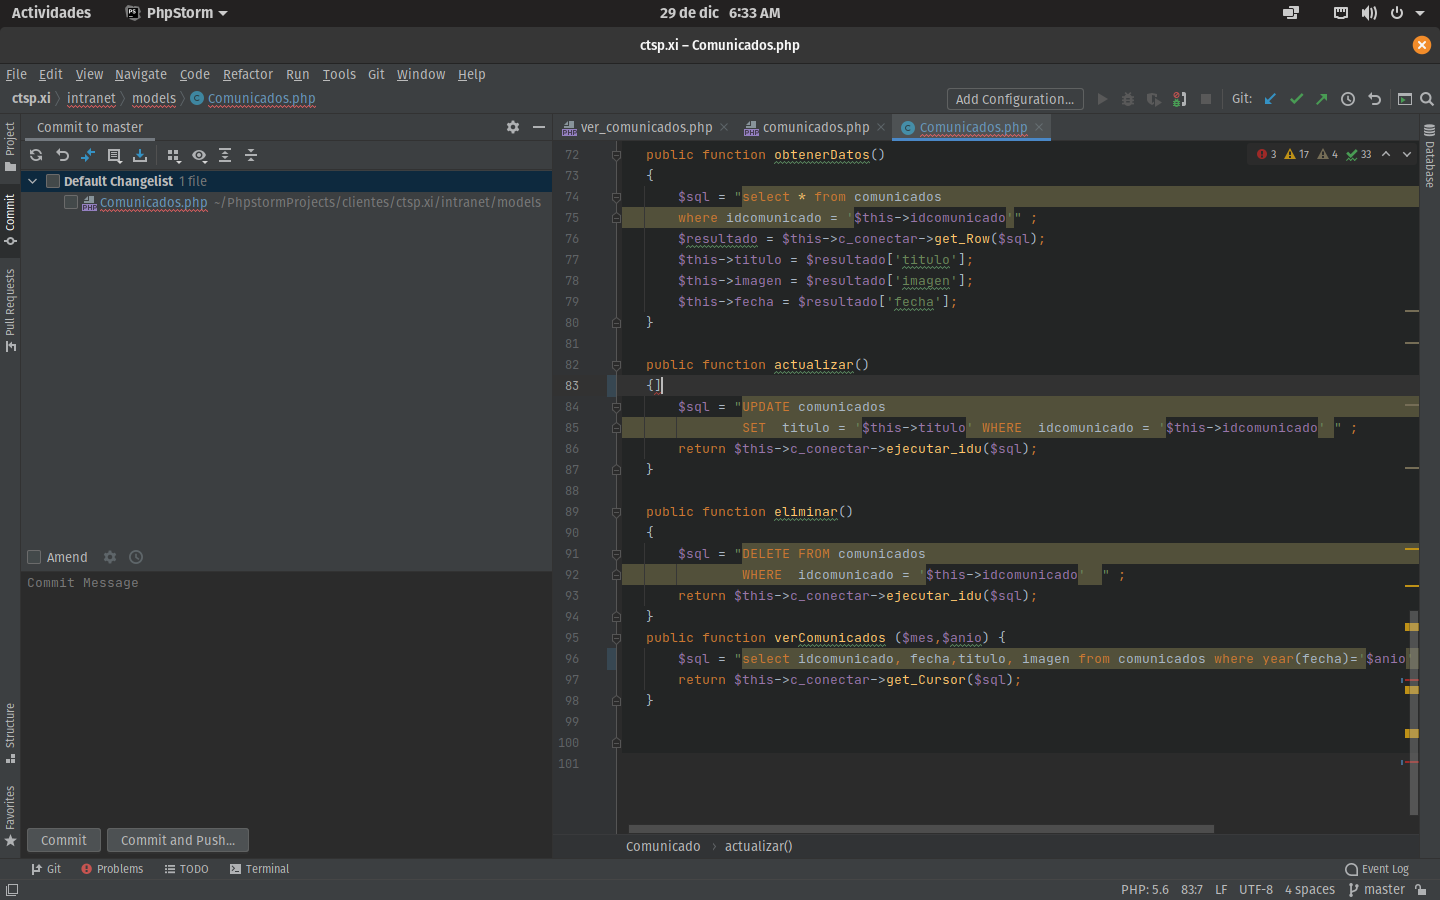 Actividades PhpStorm 29 de dic 6:33 AM
ctsp.xi – Comunicados.php
File Edit View Navigate Code Refactor Run Tools Git Window Help
ctsp.xi intranet models Comunicados.php Add Configuration... Git:
Project
Commit
Pull Requests
Structure
Favorites
Commit to master
Default Changelist 1 file
Comunicados.php ~/PhpstormProjects/clientes/ctsp.xi/intranet/models
Amend
Commit Message
Commit Commit and Push...
ver_comunicados.php comunicados.php Comunicados.php
3 17 4 33
72 public function obtenerDatos()
73 {
74 $sql = "select * from comunicados
75 where idcomunicado = '$this->idcomunicado'" ;
76 $resultado = $this->c_conectar->get_Row($sql);
77 $this->titulo = $resultado['titulo'];
78 $this->imagen = $resultado['imagen'];
79 $this->fecha = $resultado['fecha'];
80 }
81
82 public function actualizar()
83 {]
84 $sql = "UPDATE comunicados
85 SET titulo = '$this->titulo' WHERE idcomunicado = '$this->idcomunicado' " ;
86 return $this->c_conectar->ejecutar_idu($sql);
87 }
88
89 public function eliminar()
90 {
91 $sql = "DELETE FROM comunicados
92 WHERE idcomunicado = '$this->idcomunicado' " ;
93 return $this->c_conectar->ejecutar_idu($sql);
94 }
95 public function verComunicados ($mes,$anio) {
96 $sql = "select idcomunicado, fecha,titulo, imagen from comunicados where year(fecha)='$anio'
97 return $this->c_conectar->get_Cursor($sql);
98 }
99
100
101
Database
Comunicado actualizar()
Git Problems TODO Terminal Event Log
PHP: 5.6 83:7 LF UTF-8 4 spaces master